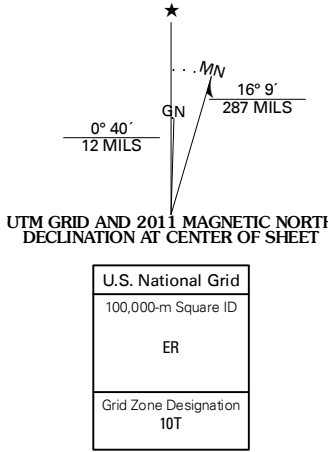 ★
MN
16° 9´
287 MILS
GN
0° 40´
12 MILS
UTM GRID AND 2011 MAGNETIC NORTH
DECLINATION AT CENTER OF SHEET
U.S. National Grid
100,000-m Square ID
ER
Grid Zone Designation
10T